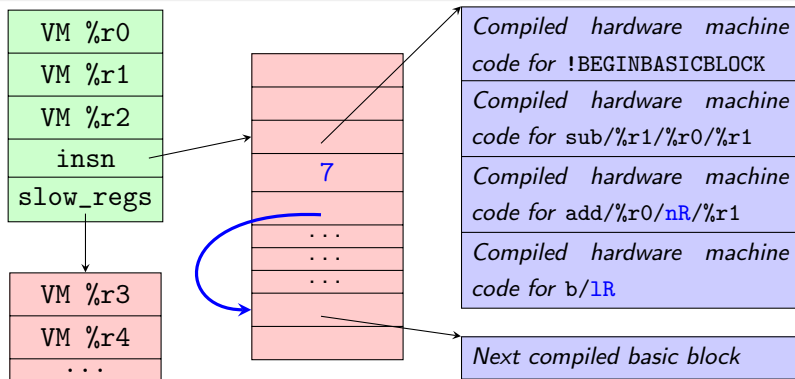 VM %r0
VM %r1
VM %r2
insn
slow_regs
VM %r3
VM %r4
...
7
...
...
...
Compiled hardware machine
code for !BEGINBASICBLOCK
Compiled hardware machine
code for sub/%r1/%r0/%r1
Compiled hardware machine
code for add/%r0/nR/%r1
Compiled hardware machine
code for b/lR
Next compiled basic block